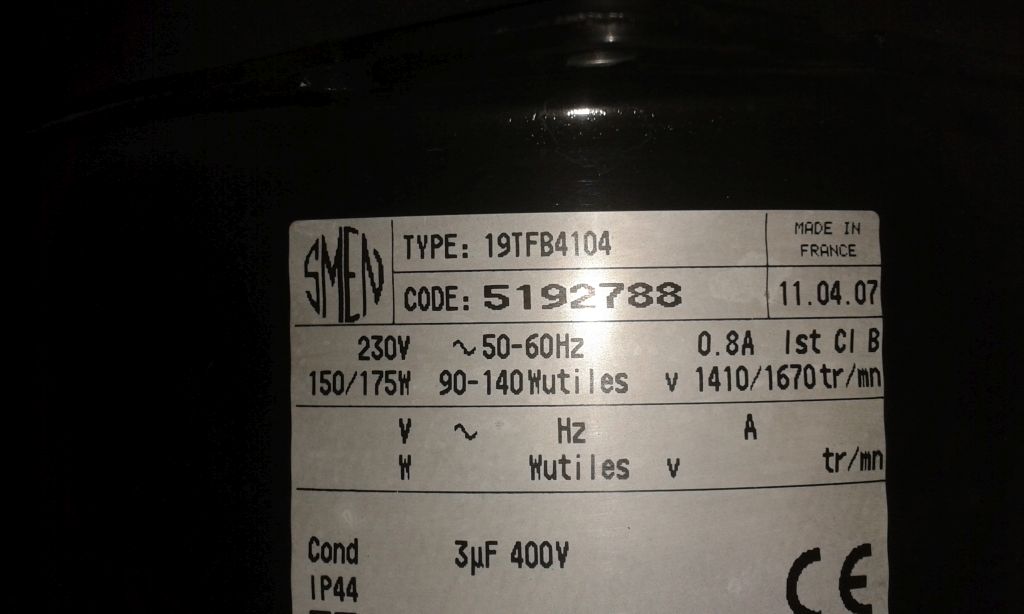 SMEN
TYPE: 19TFB4104
MADE IN
FRANCE
CODE: 5192788
11.04.07
230V ~50-60Hz 0.8A Ist Cl B
150/175W 90-140Wutiles v 1410/1670tr/mn
V ~ Hz A
W Wutiles v tr/mn
Cond 3µF 400V
IP44
CE